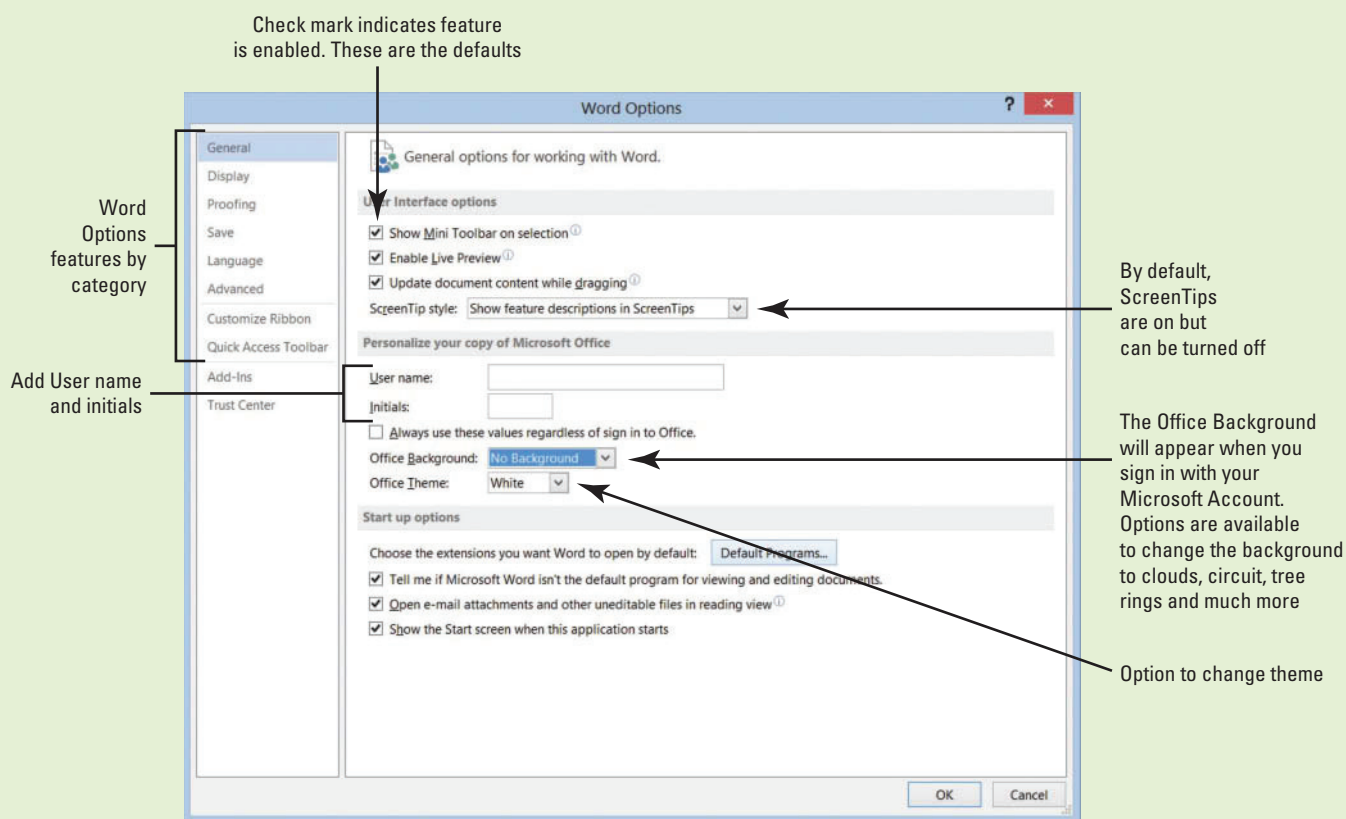 Check mark indicates feature
is enabled. These are the defaults
Word Options
?
General
Display
Proofing
Save
Language
Advanced
Customize Ribbon
Quick Access Toolbar
Add-Ins
Trust Center
Word
Options
features by
category
Add User name
and initials
General options for working with Word.
User Interface options
Show Mini Toolbar on selection
Enable Live Preview
Update document content while dragging
ScreenTip style: Show feature descriptions in ScreenTips
Personalize your copy of Microsoft Office
User name:
Initials:
Always use these values regardless of sign in to Office.
Office Background: No Background
Office Theme: White
Start up options
Choose the extensions you want Word to open by default: Default Programs...
Tell me if Microsoft Word isn't the default program for viewing and editing documents.
Open e-mail attachments and other uneditable files in reading view
Show the Start screen when this application starts
OK Cancel
By default,
ScreenTips
are on but
can be turned off
The Office Background
will appear when you
sign in with your
Microsoft Account.
Options are available
to change the background
to clouds, circuit, tree
rings and much more
Option to change theme